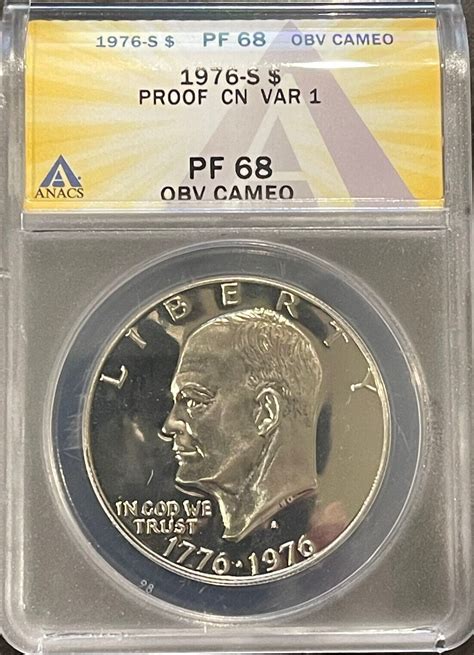 1976-S $ PF 68 OBV CAMEO
1976-S $
PROOF CN VAR 1
ANACS
PF 68
OBV CAMEO
LIBERTY
IN GOD WE
TRUST
S
1776-1976